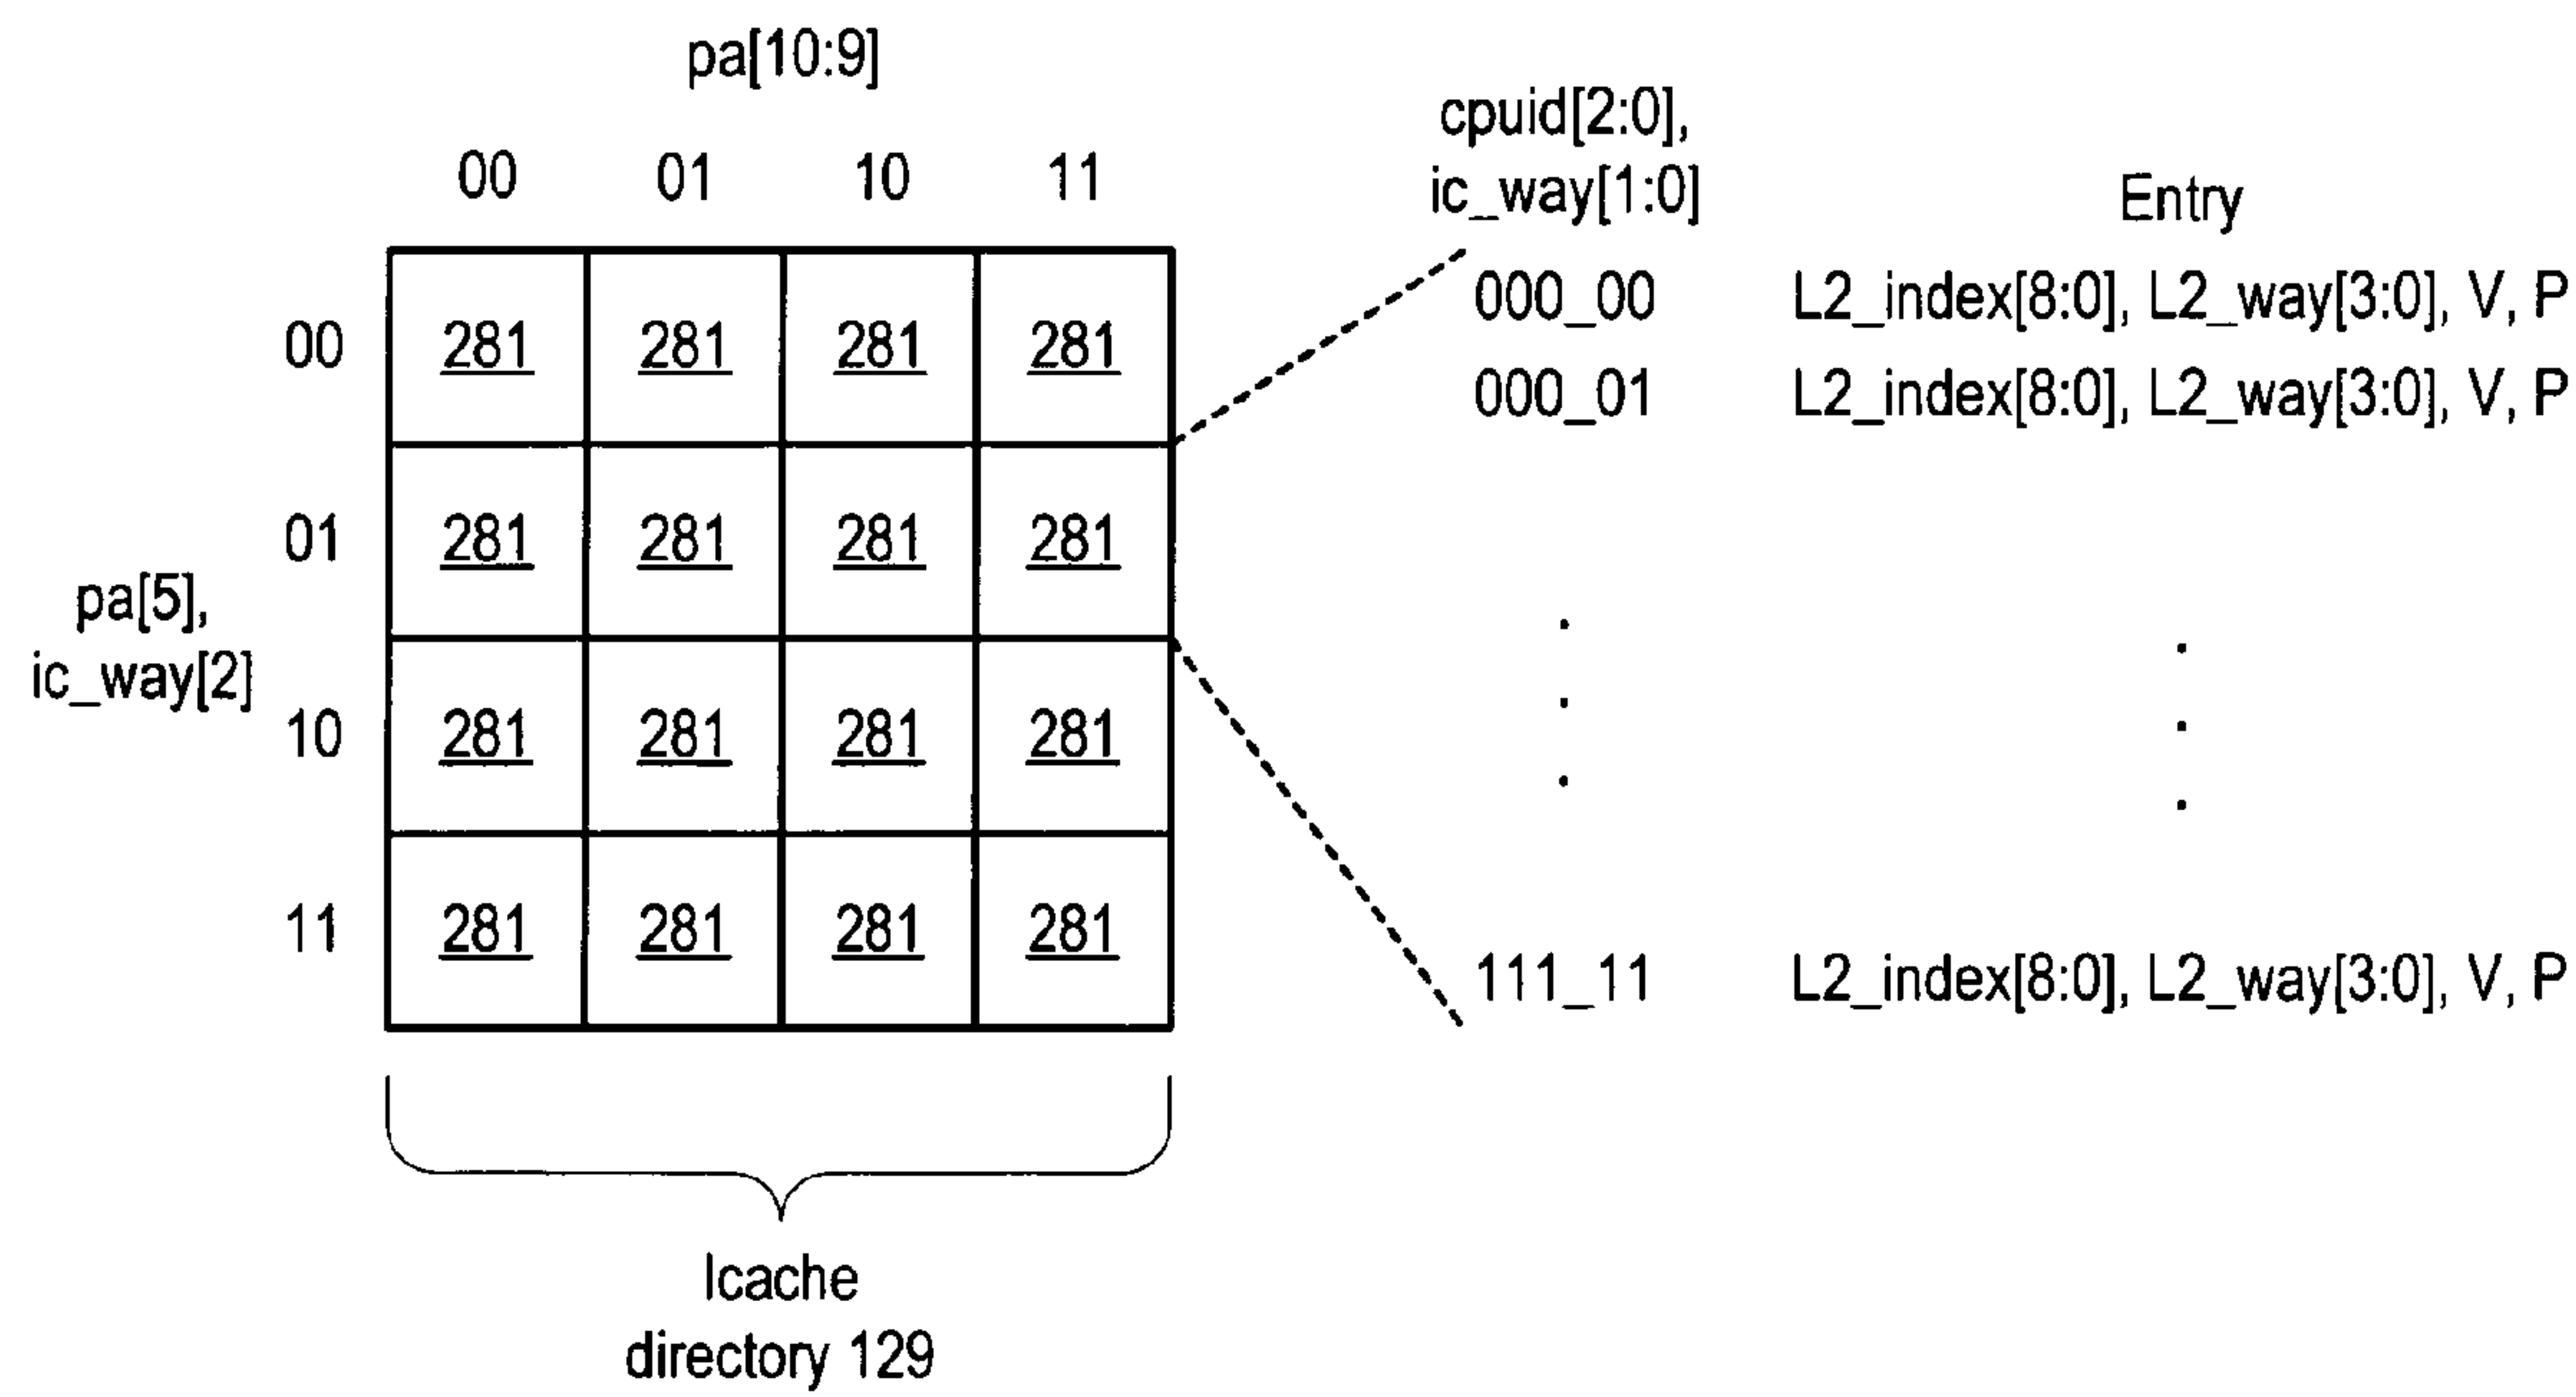 pa[10:9]
00 01 10 11
cpuid[2:0],
ic_way[1:0]
Entry
000_00 L2_index[8:0], L2_way[3:0], V, P
000_01 L2_index[8:0], L2_way[3:0], V, P
pa[5],
ic_way[2]
00 281 281 281 281
01 281 281 281 281
10 281 281 281 281
11 281 281 281 281
111_11 L2_index[8:0], L2_way[3:0], V, P
Icache
directory 129